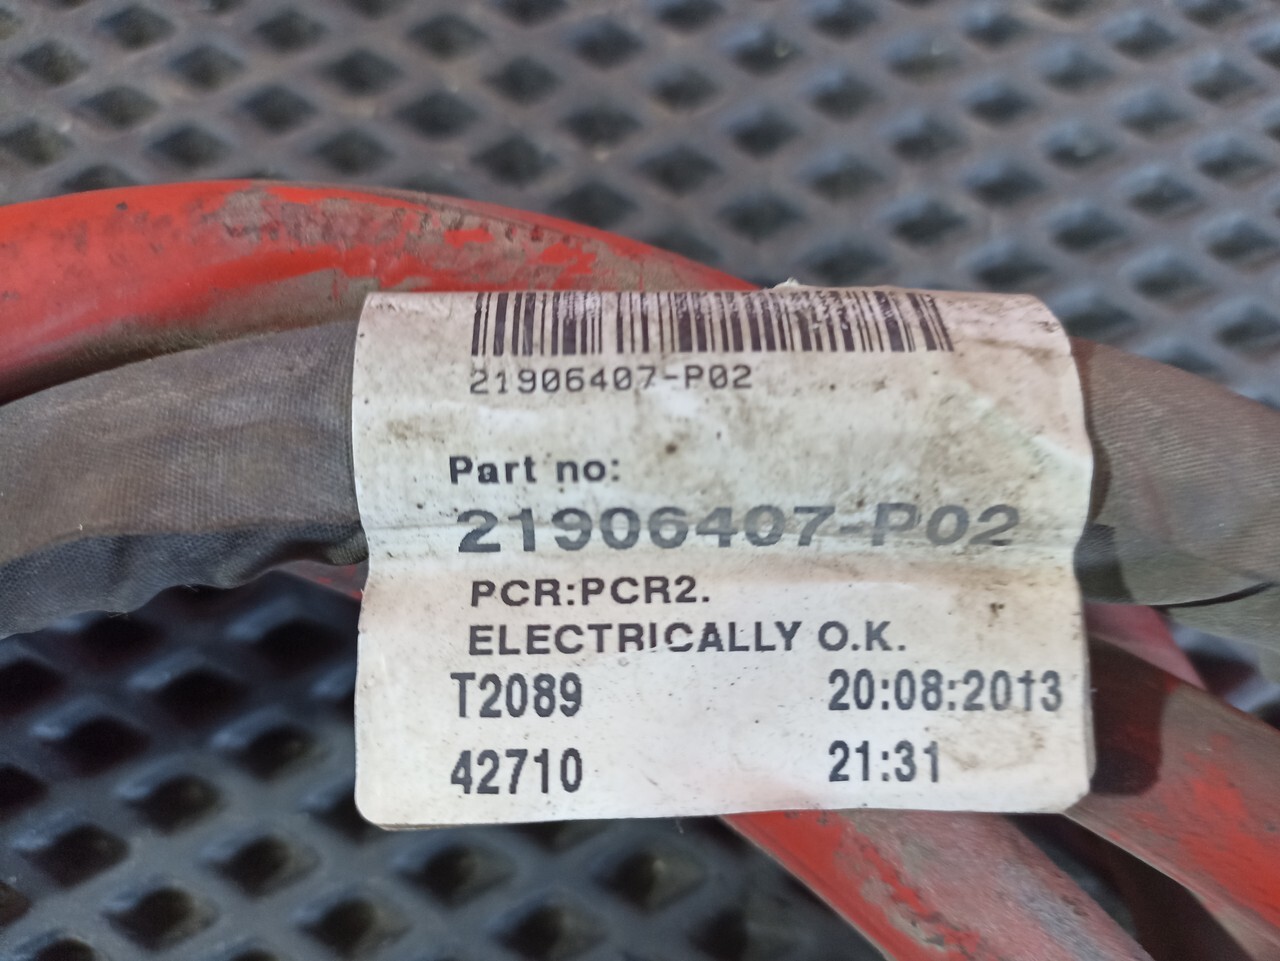 21906407-P02
Part no:
21906407-P02
PCR:PCR2.
ELECTRICALLY O.K.
T2089 20:08:2013
42710 21:31